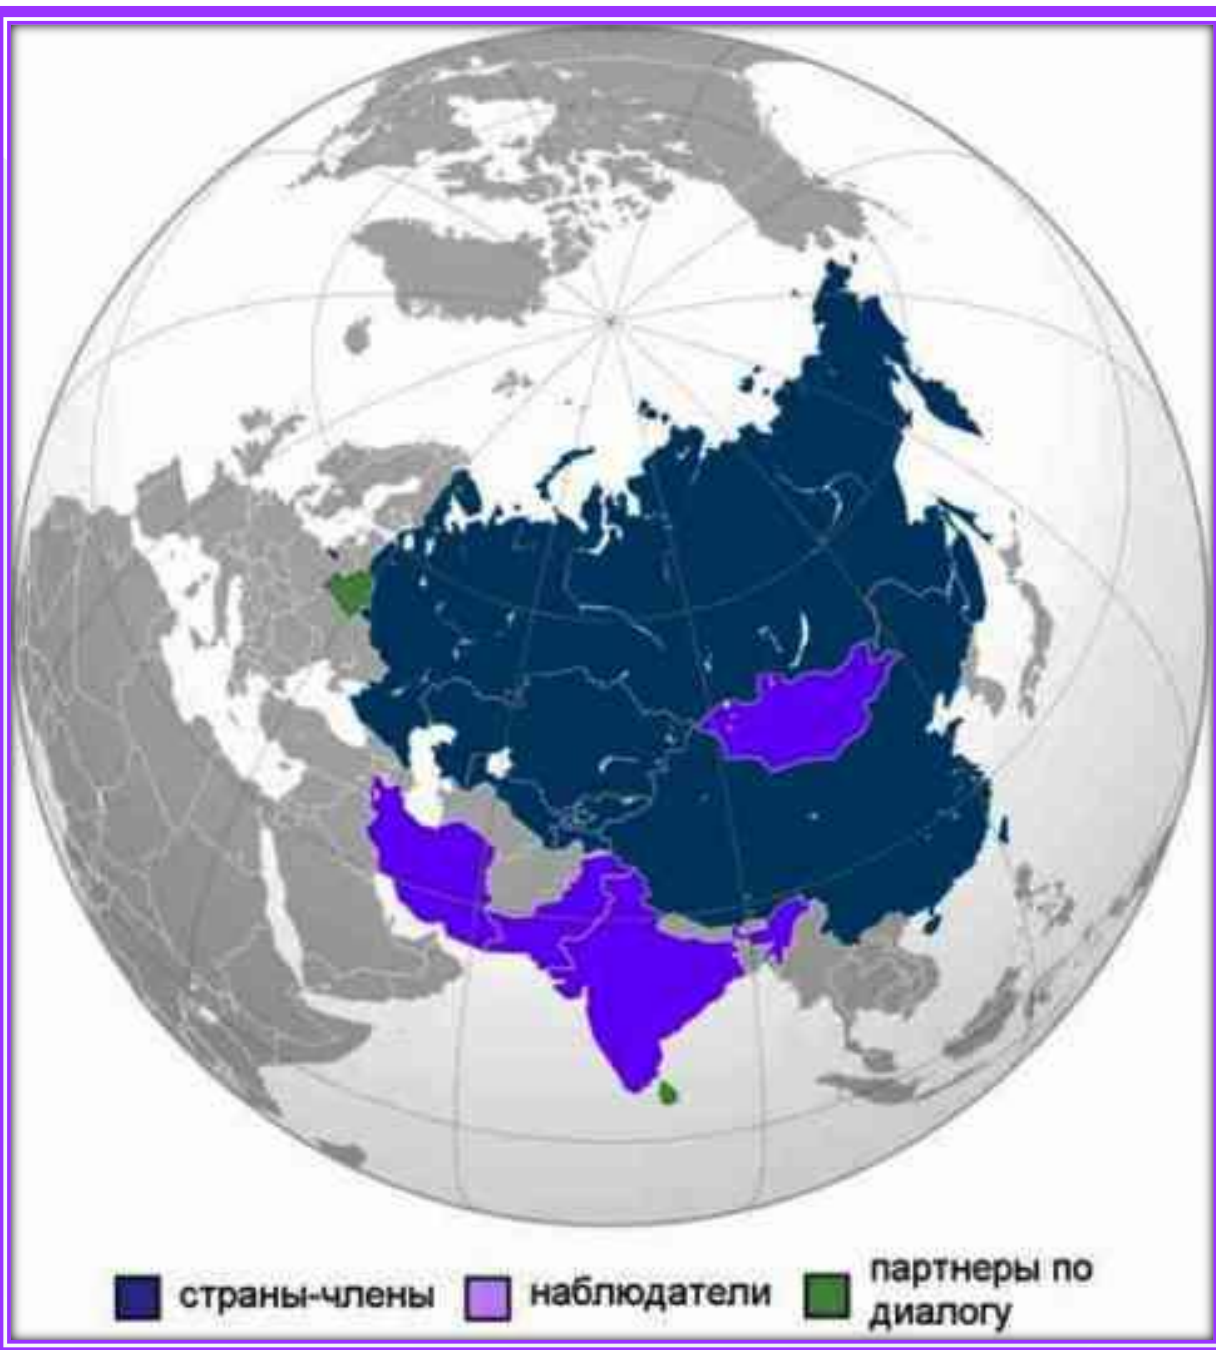 страны-члены
наблюдатели
партнеры по
диалогу